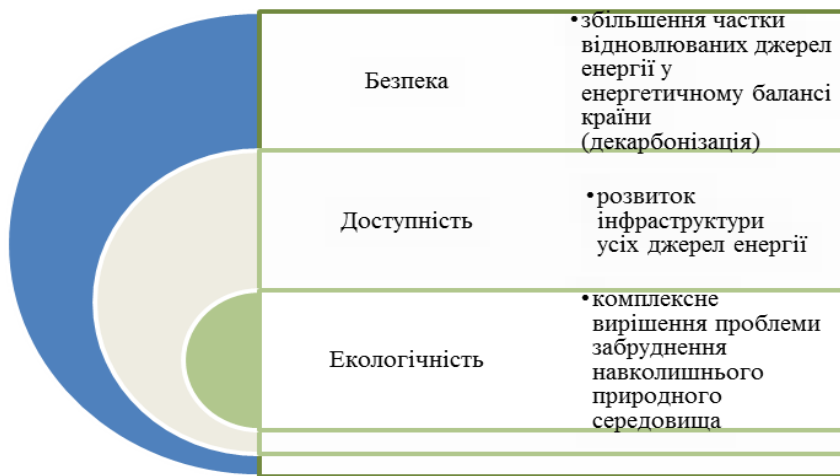 Безпека
•збільшення частки
відновлюваних джерел
енергії у
енергетичному балансі
країни
(декарбонізація)
Доступність
•розвиток
інфраструктури
усіх джерел енергії
Екологічність
•комплексне
вирішення проблеми
забруднення
навколишнього
природного
середовища